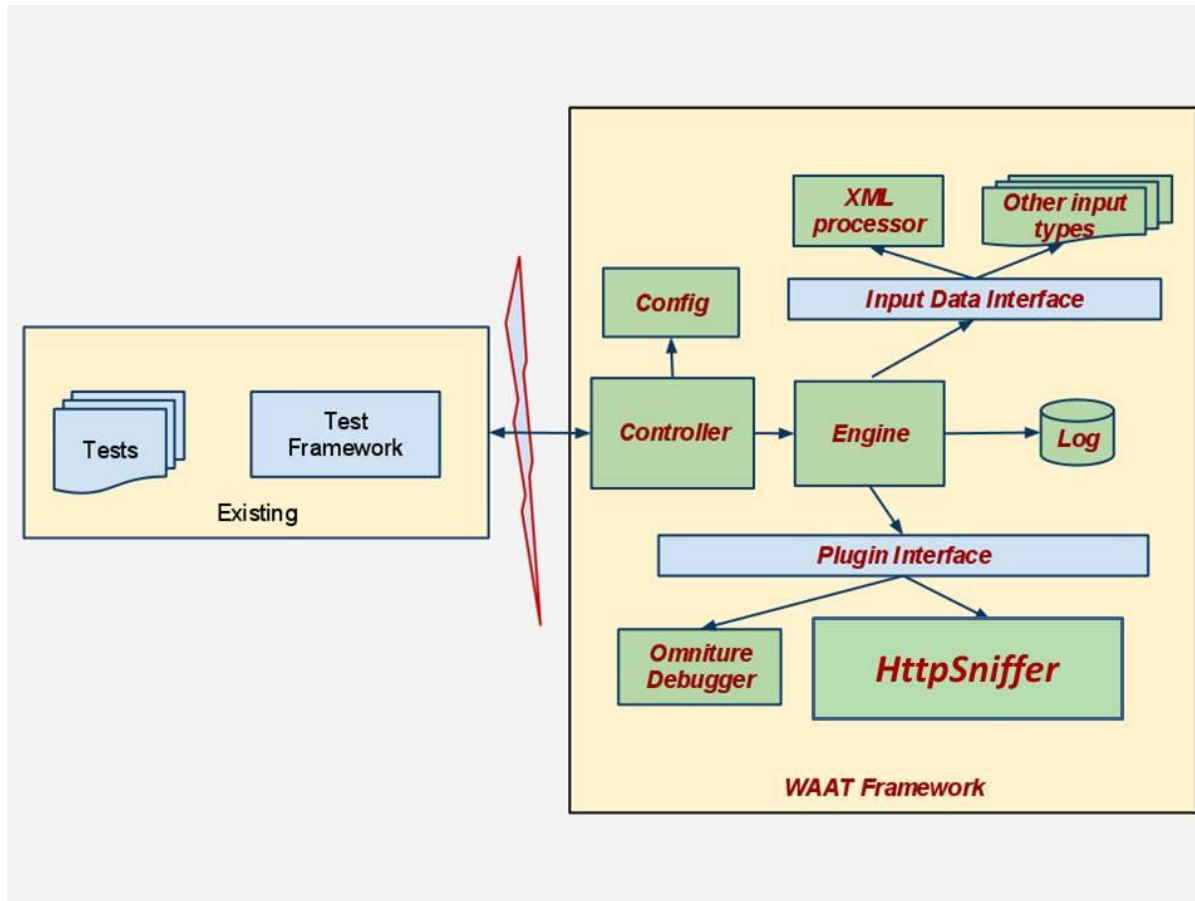 XML
processor
Other input
types
Config
Input Data Interface
Tests
Test
Framework
Controller
Engine
Log
Existing
Plugin Interface
Omniture
Debugger
HttpSniffer
WAAT Framework